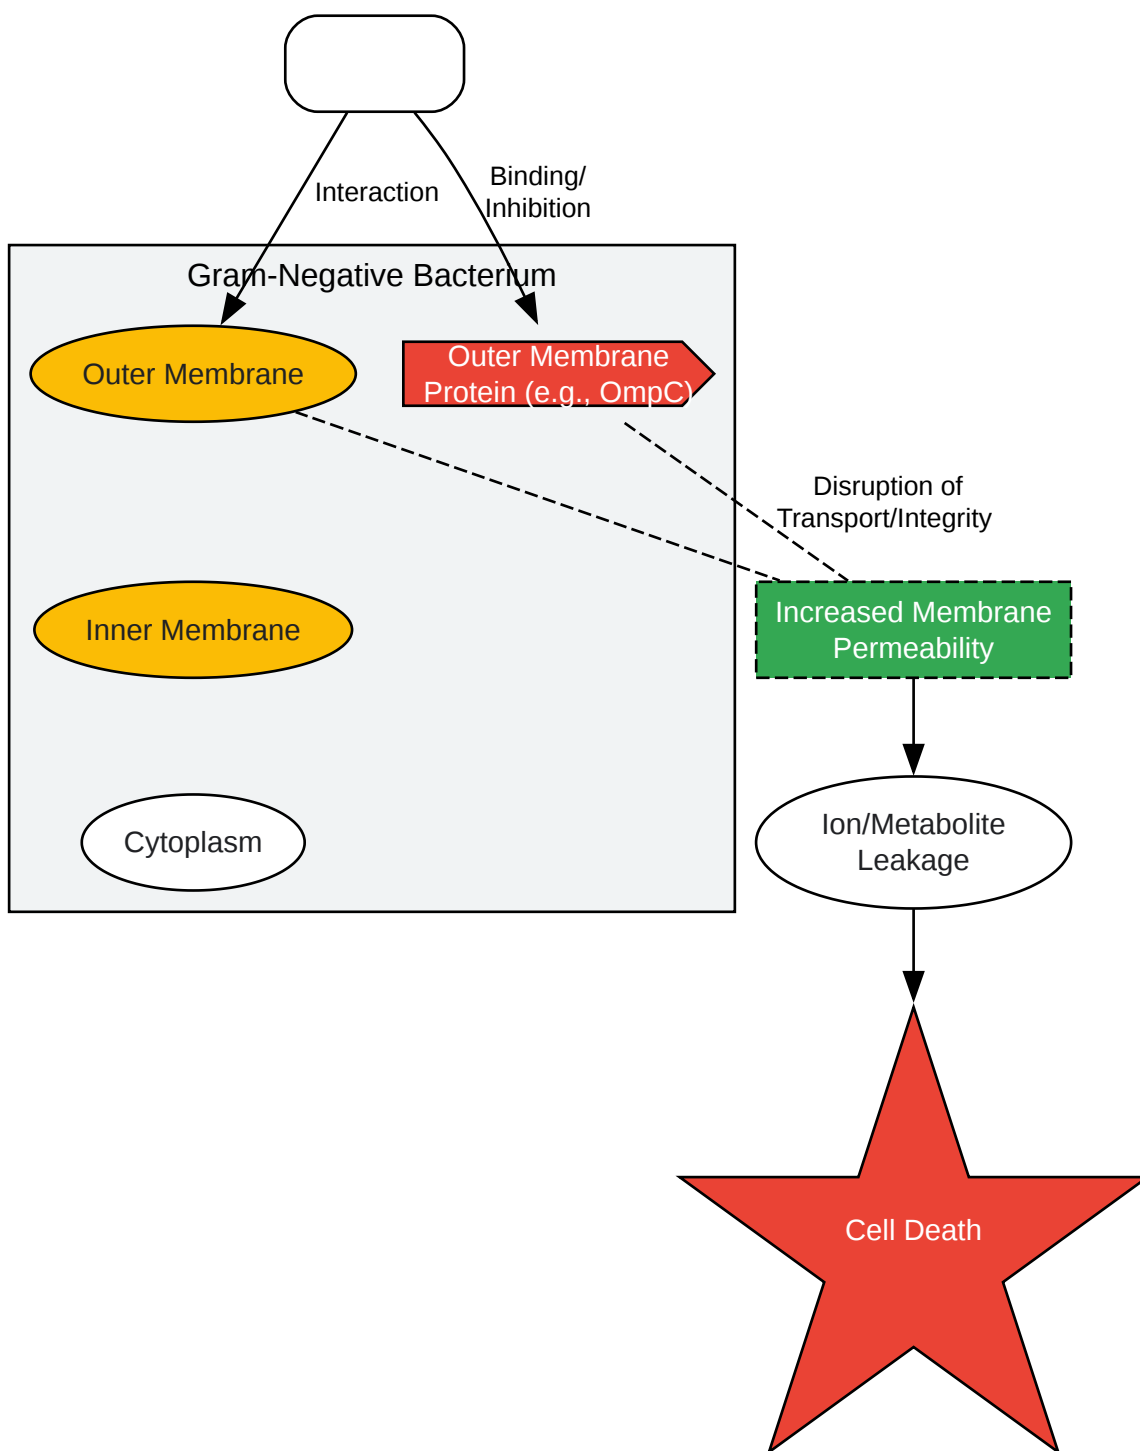 Interaction
Binding/
Inhibition
Gram-Negative Bacterium
Outer Membrane
Outer Membrane
Protein (e.g., OmpC)
Disruption of
Transport/Integrity
Inner Membrane
Increased Membrane
Permeability
Cytoplasm
Ion/Metabolite
Leakage
Cell Death